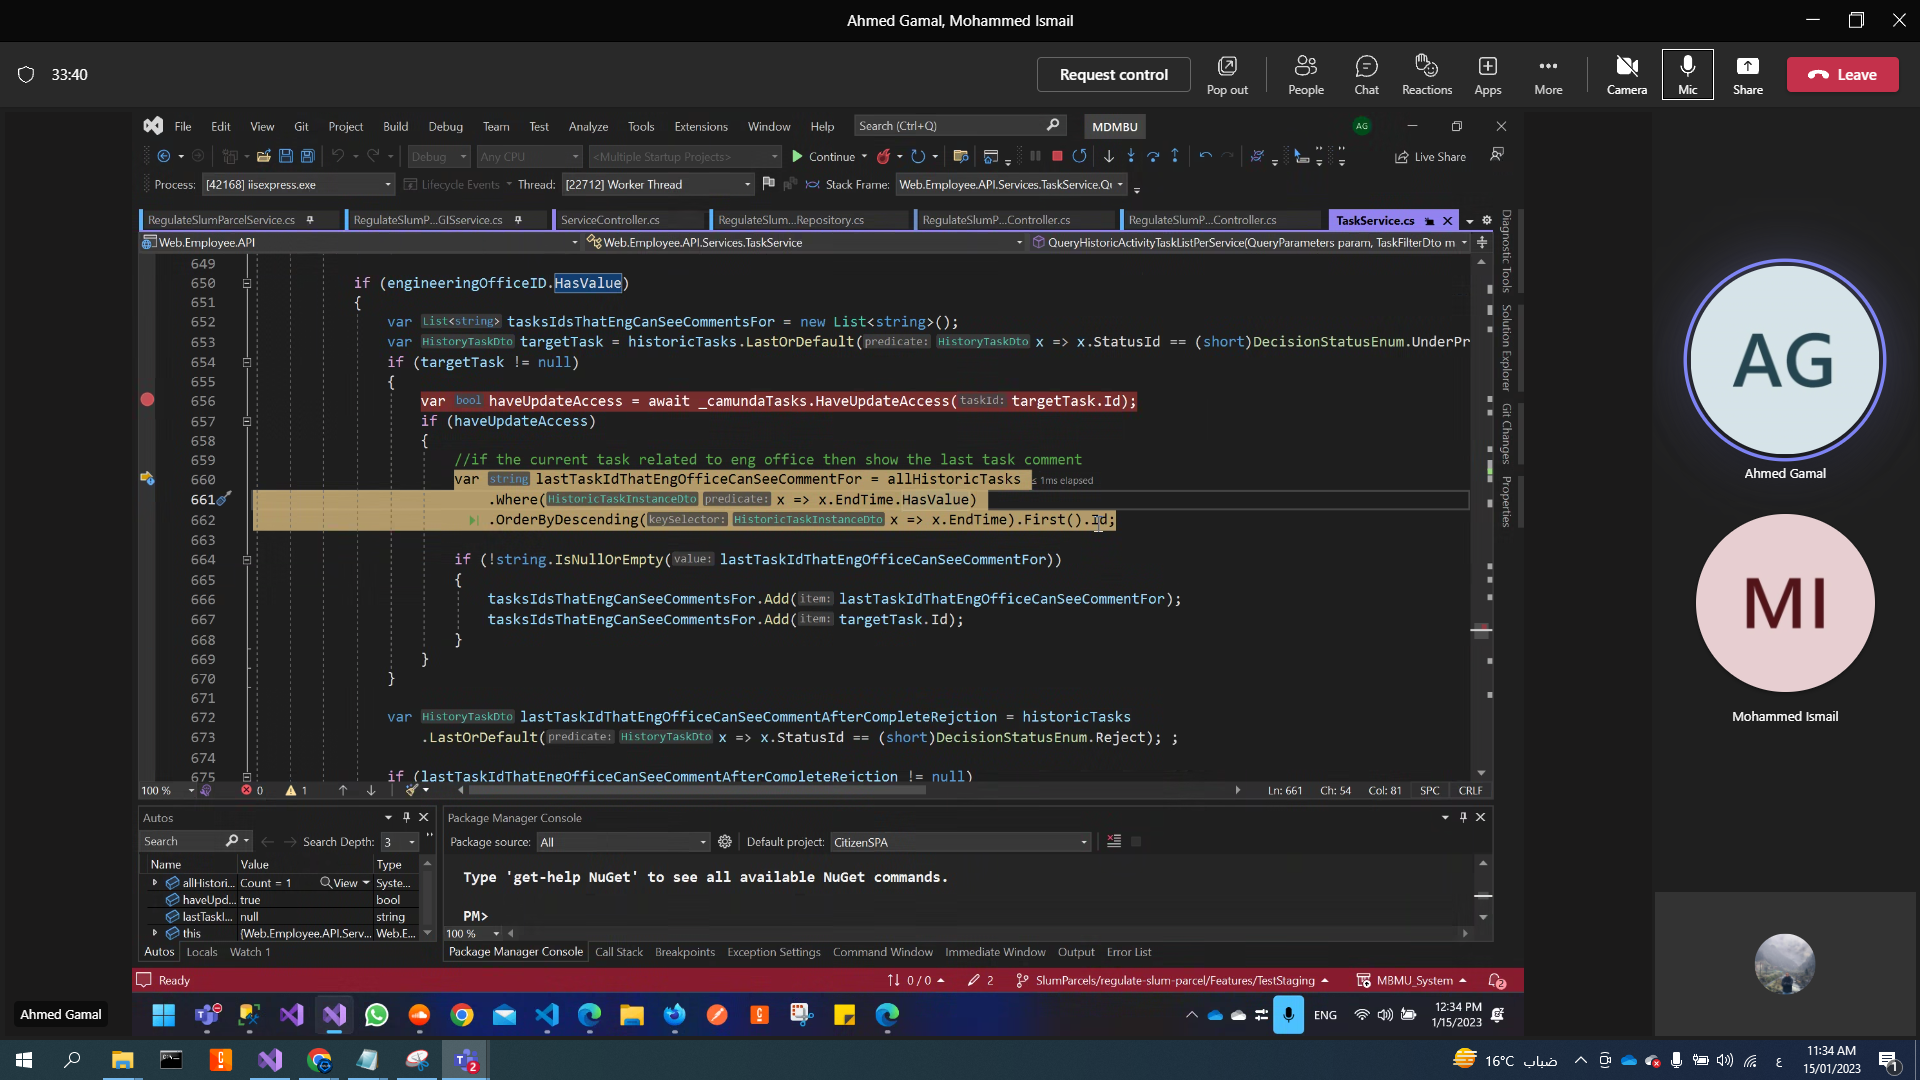 Ahmed Gamal, Mohammed Ismail
33:40
Request control
Pop out
People
Chat
Reactions
Apps
More
Camera
Mic
Share
Leave
File Edit View Git Project Build Debug Team Test Analyze Tools Extensions Window Help Search (Ctrl+Q) MDMBU AG
Debug Any CPU <Multiple Startup Projects> Continue Live Share
Process: [42168] iisexpress.exe Lifecycle Events Thread: [22712] Worker Thread Stack Frame: Web.Employee.API.Services.TaskService.Qu
RegulateSlumParcelService.cs RegulateSlumP...GISservice.cs ServiceController.cs RegulateSlum...Repository.cs RegulateSlumP...Controller.cs RegulateSlumP...Controller.cs TaskService.cs
Web.Employee.API Web.Employee.API.Services.TaskService QueryHistoricActivityTaskListPerService(QueryParameters param, TaskFilterDto m
649
650 if (engineeringOfficeID.HasValue)
651 {
652 var List<string> tasksIdsThatEngCanSeeCommentsFor = new List<string>();
653 var HistoryTaskDto targetTask = historicTasks.LastOrDefault(predicate: HistoryTaskDto x => x.StatusId == (short)DecisionStatusEnum.UnderPr
654 if (targetTask != null)
655 {
656 var bool haveUpdateAccess = await _camundaTasks.HaveUpdateAccess(taskId: targetTask.Id);
657 if (haveUpdateAccess)
658 {
659 //if the current task related to eng office then show the last task comment
660 var string lastTaskIdThatEngOfficeCanSeeCommentFor = allHistoricTasks ≤ 1ms elapsed
661 .Where(HistoricTaskInstanceDto predicate: x => x.EndTime.HasValue)
662 .OrderByDescending(keySelector: HistoricTaskInstanceDto x => x.EndTime).First().Id;
663
664 if (!string.IsNullOrEmpty(value: lastTaskIdThatEngOfficeCanSeeCommentFor))
665 {
666 tasksIdsThatEngCanSeeCommentsFor.Add(item: lastTaskIdThatEngOfficeCanSeeCommentFor);
667 tasksIdsThatEngCanSeeCommentsFor.Add(item: targetTask.Id);
668 }
669 }
670 }
671
672 var HistoryTaskDto lastTaskIdThatEngOfficeCanSeeCommentAfterCompleteRejction = historicTasks
673 .LastOrDefault(predicate: HistoryTaskDto x => x.StatusId == (short)DecisionStatusEnum.Reject); ;
674
675 if (lastTaskIdThatEngOfficeCanSeeCommentAfterCompleteRejction != null)
Diagnostic Tools
Solution Explorer
Git Changes
Properties
100 % 0 1 Ln: 661 Ch: 54 Col: 81 SPC CRLF
Autos
Search Search Depth: 3
Name Value Type
allHistori... Count = 1 View Syste...
haveUpd... true bool
lastTaskI... null string
this {Web.Employee.API.Serv... Web.E...
Autos Locals Watch 1
Package Manager Console
Package source: All Default project: CitizenSPA
Type 'get-help NuGet' to see all available NuGet commands.
PM>
100 %
Package Manager Console Call Stack Breakpoints Exception Settings Command Window Immediate Window Output Error List
Ready 0 / 0 2 SlumParcels/regulate-slum-parcel/Features/TestStaging MBMU_System 2
ENG 12:34 PM
1/15/2023
AG
Ahmed Gamal
MI
Mohammed Ismail
Ahmed Gamal
2
16°C ضباب ع 11:34 AM
15/01/2023 1